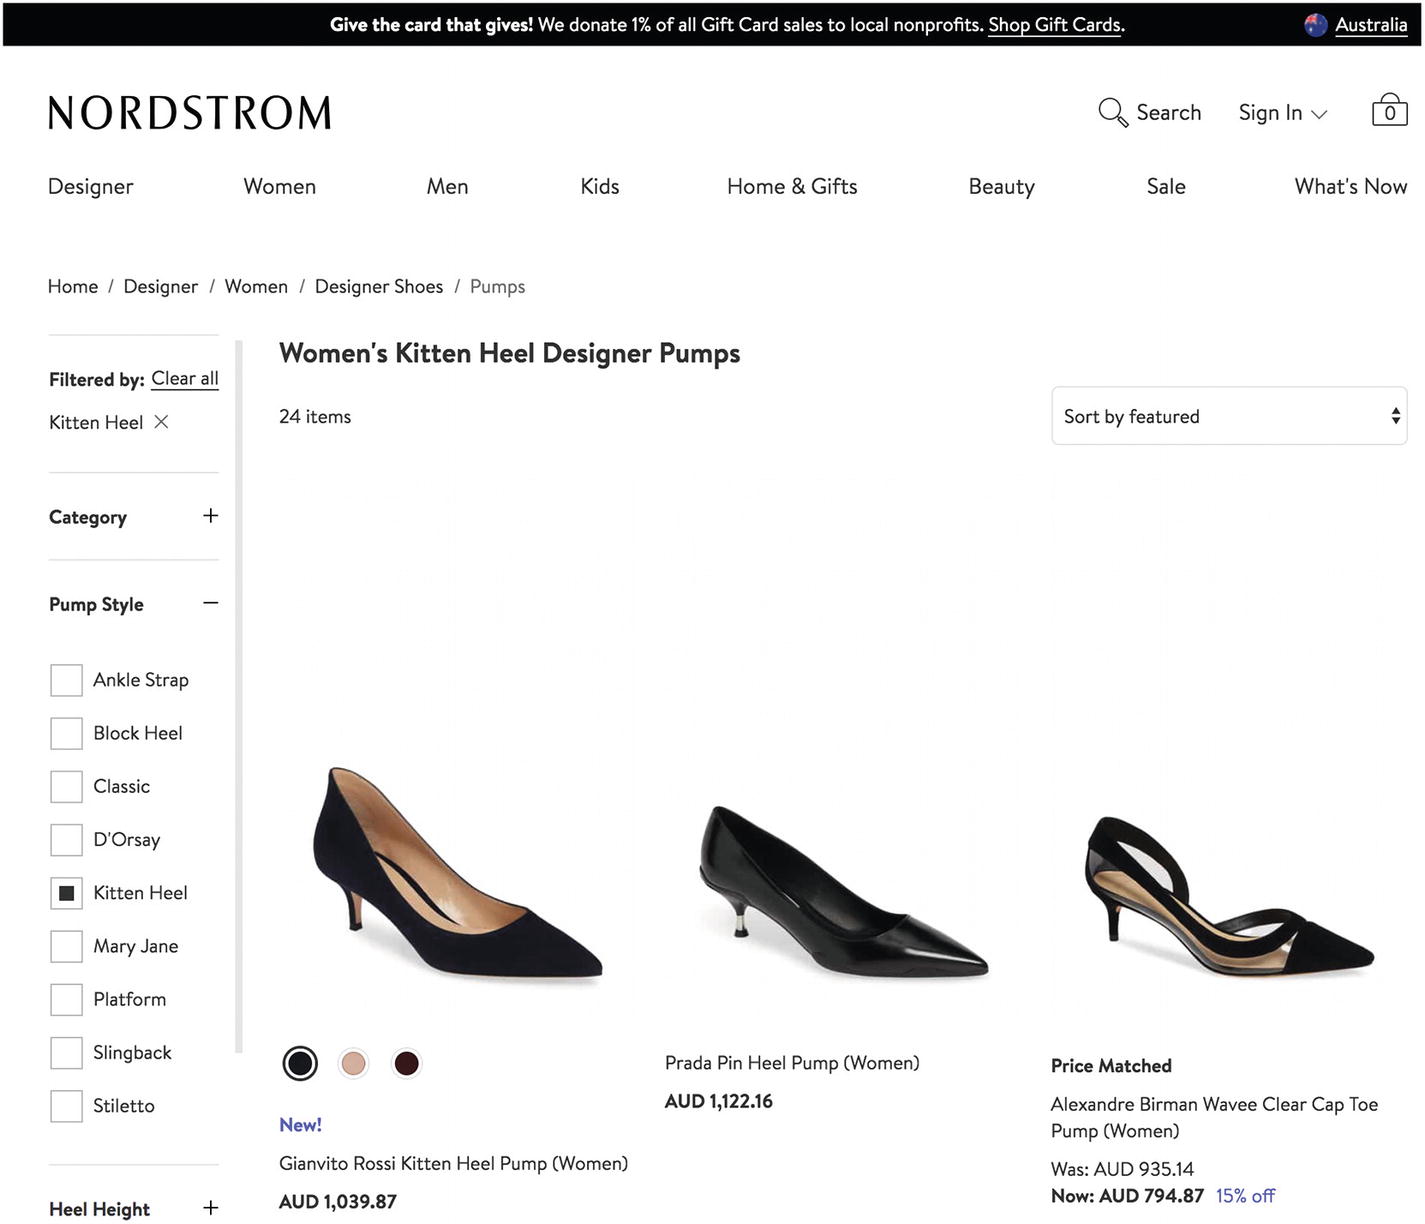 Give the card that gives! We donate 1% of all Gift Card sales to local nonprofits. Shop Gift Cards.
Australia
NORDSTROM
Search
Sign In
0
Designer
Women
Men
Kids
Home & Gifts
Beauty
Sale
What's Now
Home / Designer / Women / Designer Shoes / Pumps
Filtered by: Clear all
Kitten Heel
Category
Pump Style
Ankle Strap
Block Heel
Classic
D'Orsay
Kitten Heel
Mary Jane
Platform
Slingback
Stiletto
Heel Height
Women's Kitten Heel Designer Pumps
24 items
Sort by featured
New!
Gianvito Rossi Kitten Heel Pump (Women)
AUD 1,039.87
Prada Pin Heel Pump (Women)
AUD 1,122.16
Price Matched
Alexandre Birman Wavee Clear Cap Toe
Pump (Women)
Was: AUD 935.14
Now: AUD 794.87 15% off